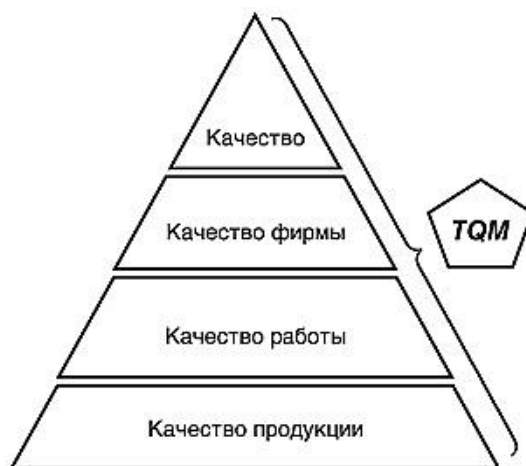 Качество
Качество фирмы
TQM
Качество работы
Качество продукции